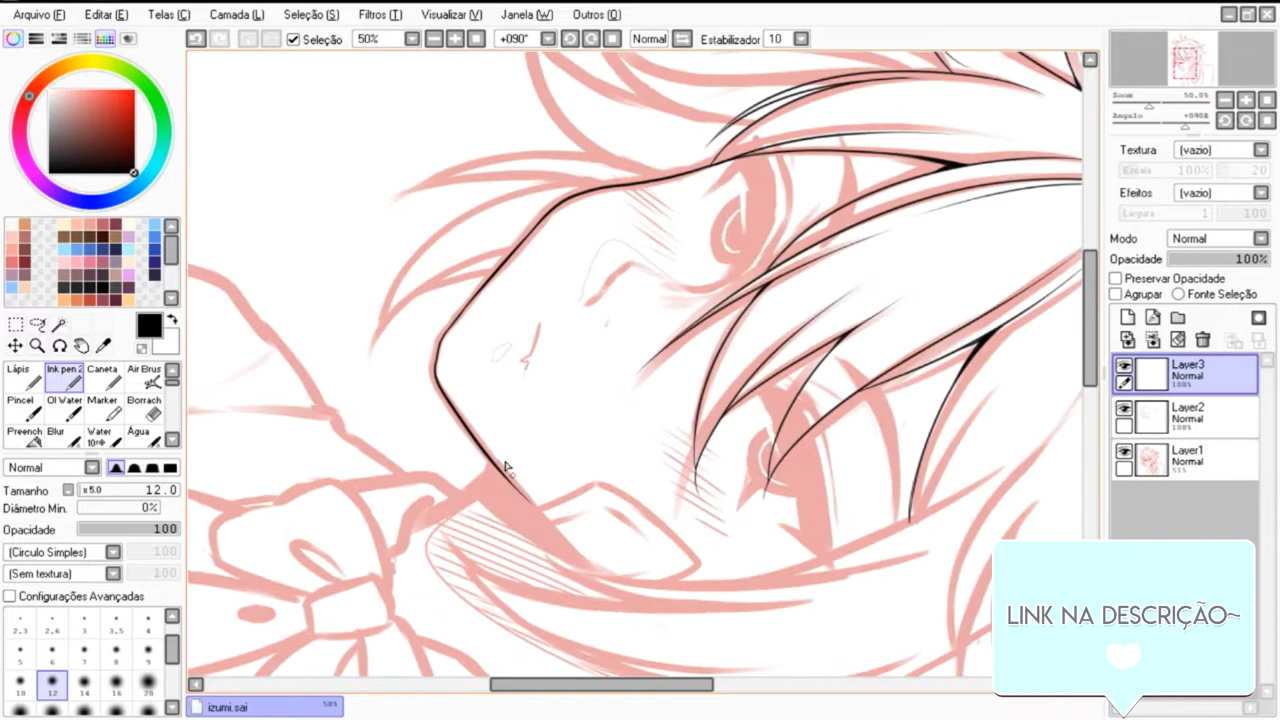 Arquivo (F) Editar (E) Telas (C) Camada (L) Seleção (S) Filtros (T) Visualizar (V) Janela (W) Outros (O)
Seleção 50% +090° Normal Estabilizador 10
Zoom 50.0%
Angulo +090R
Textura (vazio)
Escala 100% 20
Efeitos (vazio)
Largura 1 100
Modo Normal
Opacidade 100%
Preservar Opacidade
Agrupar Fonte Seleção
Layer3
Normal
100%
Layer2
Normal
100%
Layer1
Normal
51%
Lápis Ink pen 2 Caneta Air Brus
Pincel Ol Water Marker Borrach
Preench Blur Water Água
Normal
Tamanho x 5.0 12.0
Diâmetro Min. 0%
Opacidade 100
(Circulo Simples) 100
(Sem textura) 100
Configurações Avançadas
2.3 2.6 3 3.5 4
5 6 7 8 9
10 12 14 16 20
izumi.sai 50%
LINK NA DESCRIÇÃO~